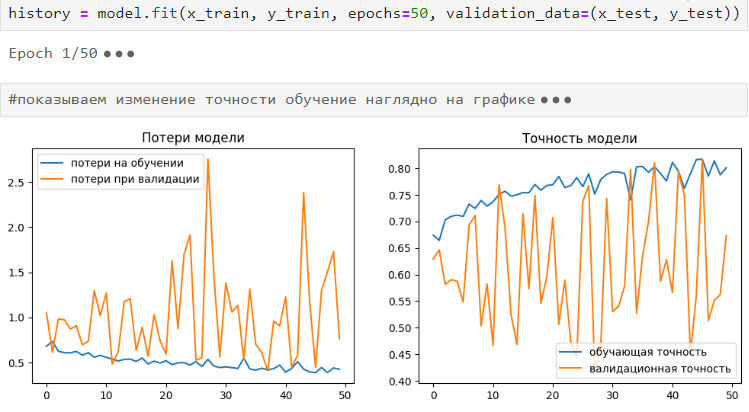 history = model.fit(x_train, y_train, epochs=50, validation_data=(x_test, y_test))
Epoch 1/50 ●●●
#показываем изменение точности обучение наглядно на графике ●●●
Потери модели
Точность модели
потери на обучении
потери при валидации
2.5
2.0
1.5
1.0
0.5
0 10 20 30 40 50
0.80
0.75
0.70
0.65
0.60
0.55
0.50
0.45
0.40
обучающая точность
валидационная точность
0 10 20 30 40 50